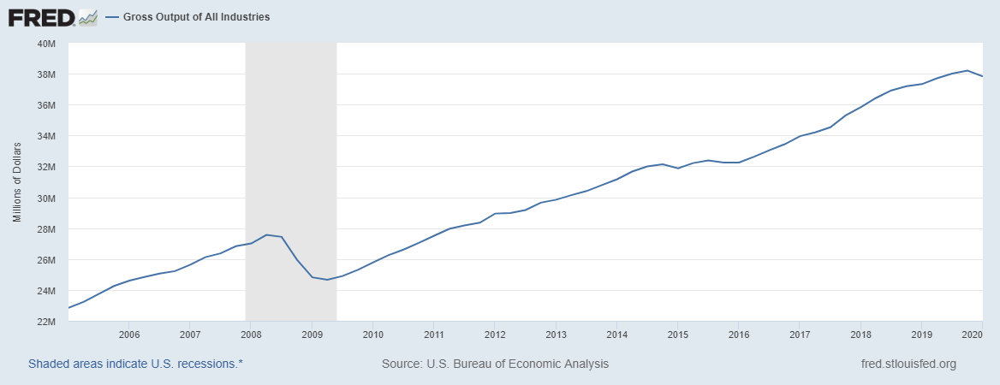 FRED
Gross Output of All Industries
40M
38M
36M
34M
32M
30M
28M
26M
24M
22M
Millions of Dollars
2006 2007 2008 2009 2010 2011 2012 2013 2014 2015 2016 2017 2018 2019 2020
Shaded areas indicate U.S. recessions.* Source: U.S. Bureau of Economic Analysis fred.stlouisfed.org